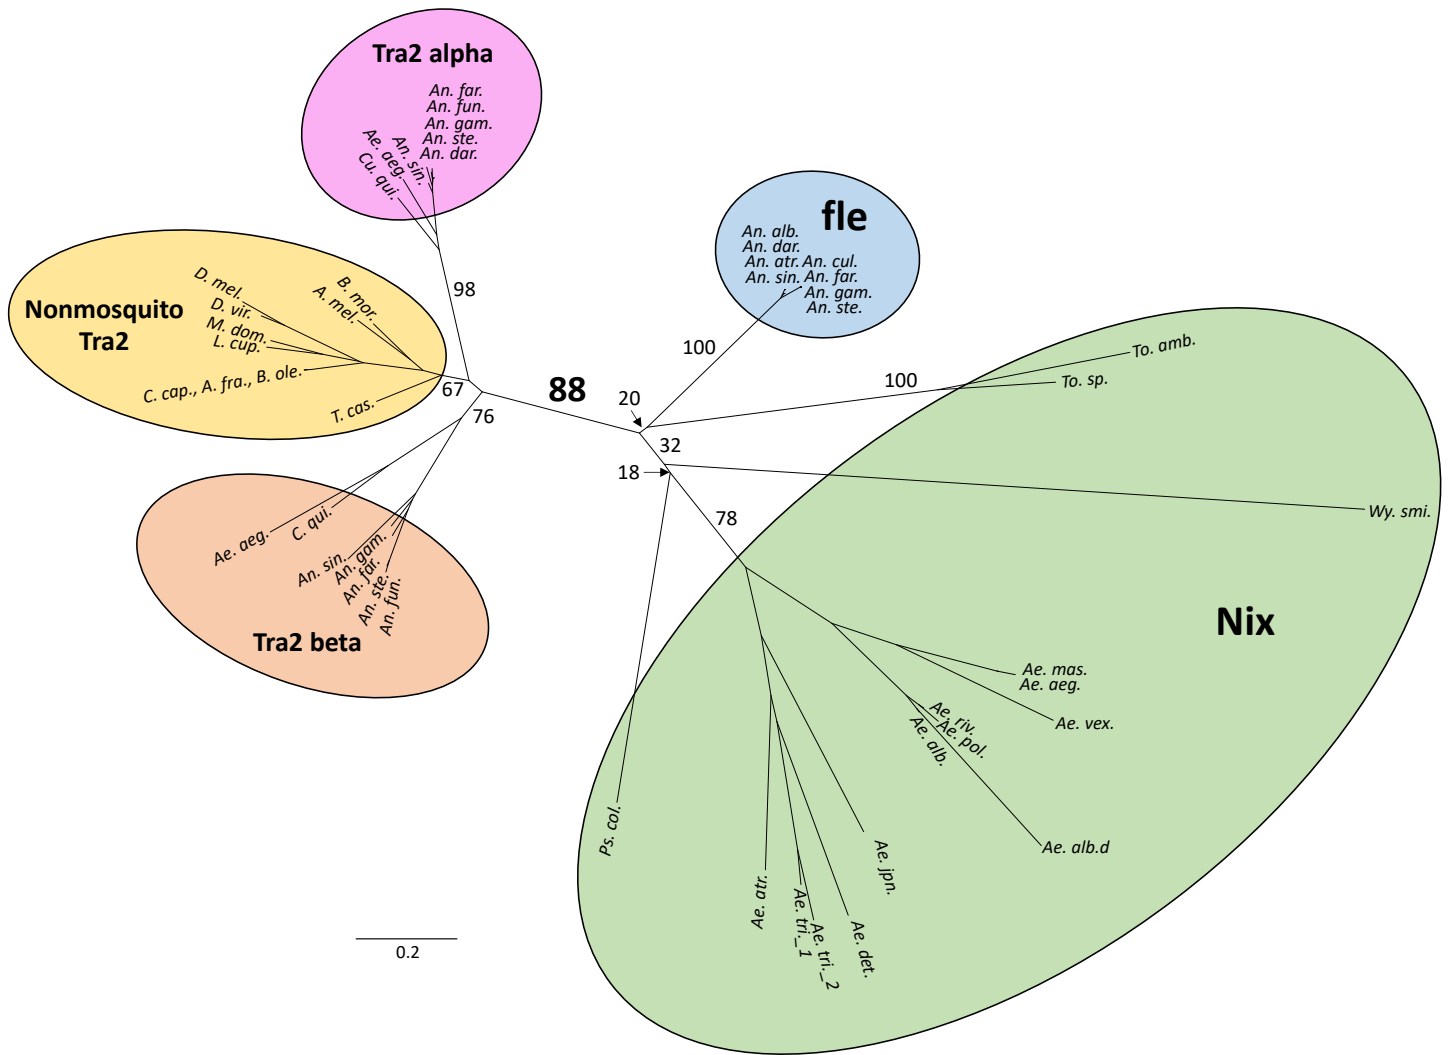 Tra2 alpha
An. far.
An. fun.
An. gam.
An. ste.
An. dar.
An. sin.
Ae. aeg.
Cu. qui.
98
fle
An. alb.
An. dar.
An. atr. An. cul.
An. sin. An. far.
An. gam.
An. ste.
100
Nonmosquito
Tra2
D. mel.
D. vir.
M. dom.
L. cup.
C. cap., A. fra., B. ole.
B. mor.
A. mel.
T. cas.
67
76
88
20
32
18
78
100
To. amb.
To. sp.
Wy. smi.
Nix
Ae. aeg.
C. qui.
An. sin.
An. gam.
An. far.
An. ste.
An. fun.
Tra2 beta
Ae. mas.
Ae. aeg.
Ae. vex.
Ae. riv.
Ae. pol.
Ae. alb.
Ae. alb.d
Ps. col.
Ae. atr.
Ae. tri._1
Ae. tri._2
Ae. det.
Ae. jpn.
0.2